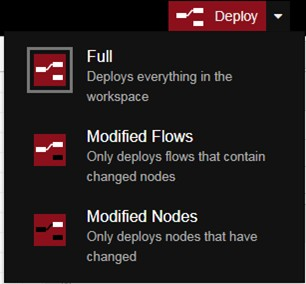 Deploy
Full
Deploys everything in the
workspace
Modified Flows
Only deploys flows that contain
changed nodes
Modified Nodes
Only deploys nodes that have
changed